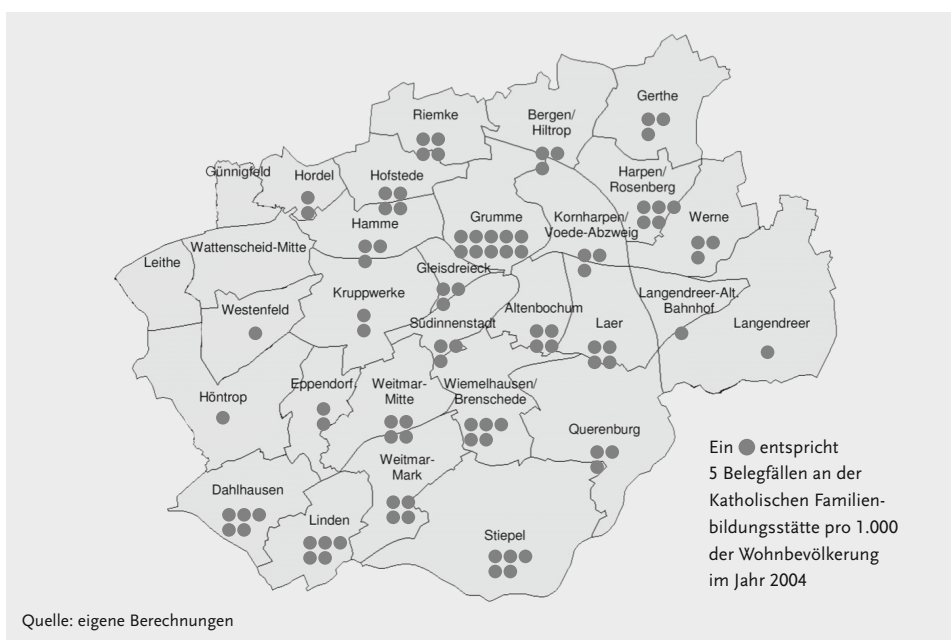 Gerthe
Riemke
Bergen/
Hiltrop
Günnigfeld
Hordel
Hofstede
Harpen/
Rosenberg
Hamme
Grumme
Kornharpen/
Voede-Abzweig
Werne
Leithe
Wattenscheid-Mitte
Gleisdreieck
Kruppwerke
Langendreer-Alt.
Bahnhof
Westenfeld
Südinnenstadt
Altenbochum
Laer
Langendreer
Höntrop
Eppendorf
Weitmar-
Mitte
Wiemelhausen/
Brenschede
Querenburg
Weitmar-
Mark
Dahlhausen
Linden
Stiepel
Ein entspricht
5 Belegfällen an der
Katholischen Familien-
bildungsstätte pro 1.000
der Wohnbevölkerung
im Jahr 2004
Quelle: eigene Berechnungen